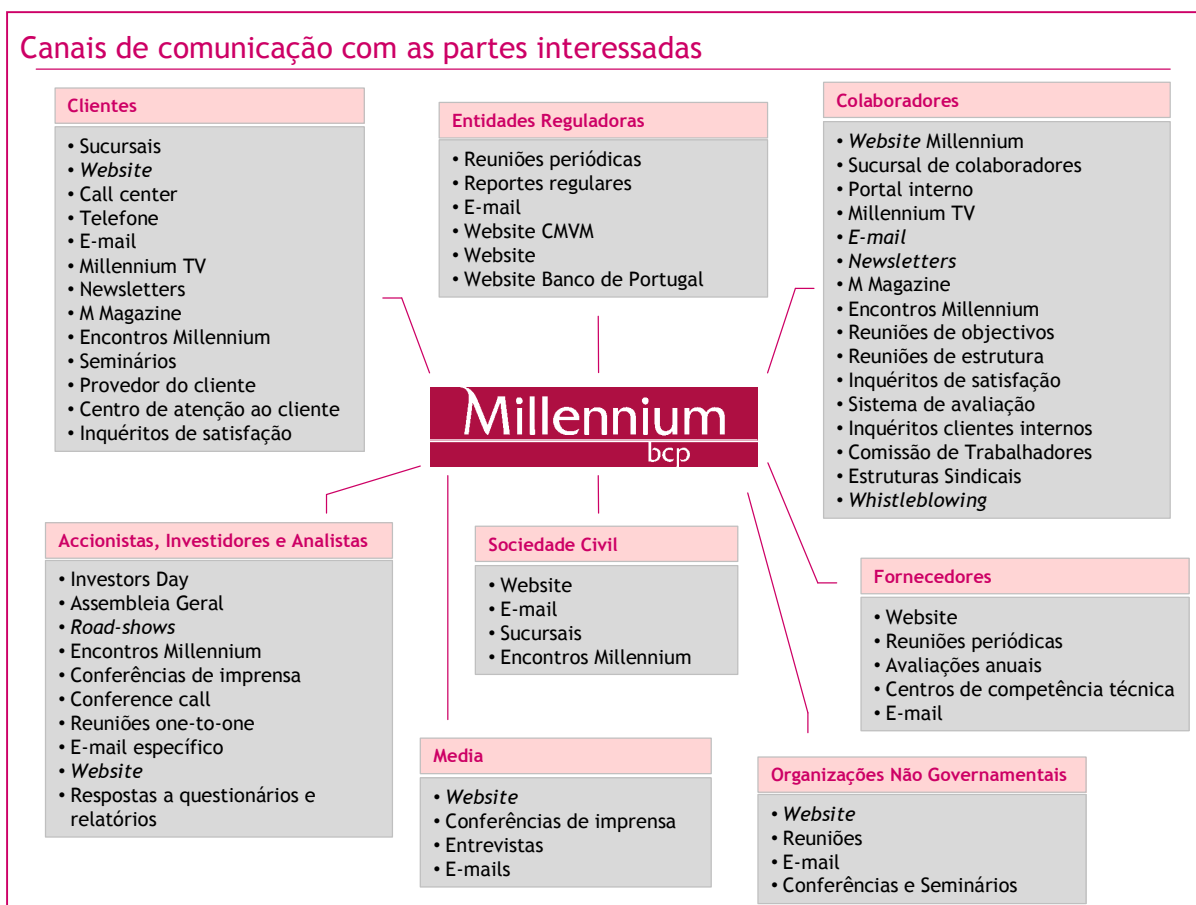 Canais de comunicação com as partes interessadas
Clientes
• Sucursais
• Website
• Call center
• Telefone
• E-mail
• Millennium TV
• Newsletters
• M Magazine
• Encontros Millennium
• Seminários
• Provedor do cliente
• Centro de atenção ao cliente
• Inquéritos de satisfação
Entidades Reguladoras
• Reuniões periódicas
• Reportes regulares
• E-mail
• Website CMVM
• Website
• Website Banco de Portugal
Colaboradores
• Website Millennium
• Sucursal de colaboradores
• Portal interno
• Millennium TV
• E-mail
• Newsletters
• M Magazine
• Encontros Millennium
• Reuniões de objectivos
• Reuniões de estrutura
• Inquéritos de satisfação
• Sistema de avaliação
• Inquéritos clientes internos
• Comissão de Trabalhadores
• Estruturas Sindicais
• Whistleblowing
Millennium
bcp
Accionistas, Investidores e Analistas
• Investors Day
• Assembleia Geral
• Road-shows
• Encontros Millennium
• Conferências de imprensa
• Conference call
• Reuniões one-to-one
• E-mail específico
• Website
• Respostas a questionários e
relatórios
Sociedade Civil
• Website
• E-mail
• Sucursais
• Encontros Millennium
Fornecedores
• Website
• Reuniões periódicas
• Avaliações anuais
• Centros de competência técnica
• E-mail
Media
• Website
• Conferências de imprensa
• Entrevistas
• E-mails
Organizações Não Governamentais
• Website
• Reuniões
• E-mail
• Conferências e Seminários